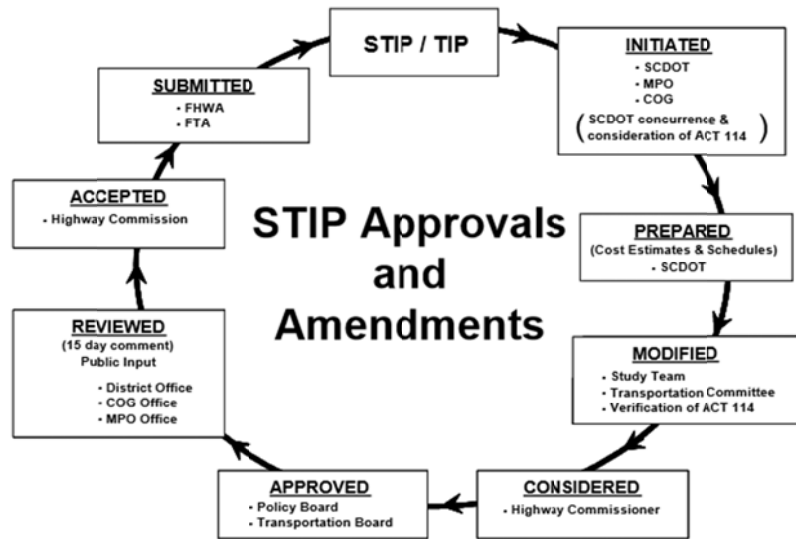 STIP / TIP
INITIATED
- SCDOT
- MPO
- COG
(SCDOT concurrence &
consideration of ACT 114)
PREPARED
(Cost Estimates & Schedules)
- SCDOT
MODIFIED
- Study Team
- Transportation Committee
- Verification of ACT 114
CONSIDERED
- Highway Commissioner
APPROVED
- Policy Board
- Transportation Board
REVIEWED
(15 day comment)
Public Input
- District Office
- COG Office
- MPO Office
ACCEPTED
- Highway Commission
SUBMITTED
- FHWA
- FTA
STIP Approvals
and
Amendments